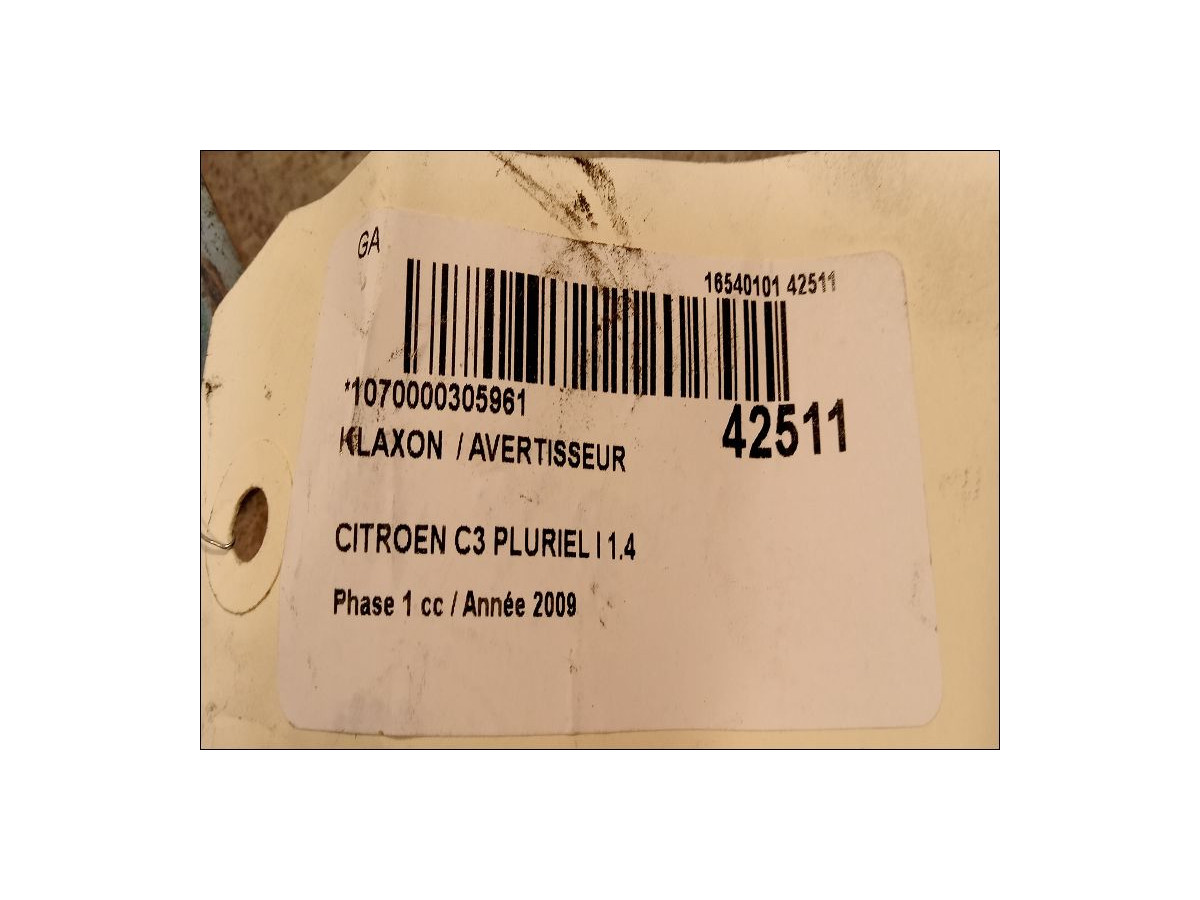 GA
16540101 42511
*1070000305961
42511
KLAXON / AVERTISSEUR
CITROEN C3 PLURIEL I 1.4
Phase 1 cc / Année 2009